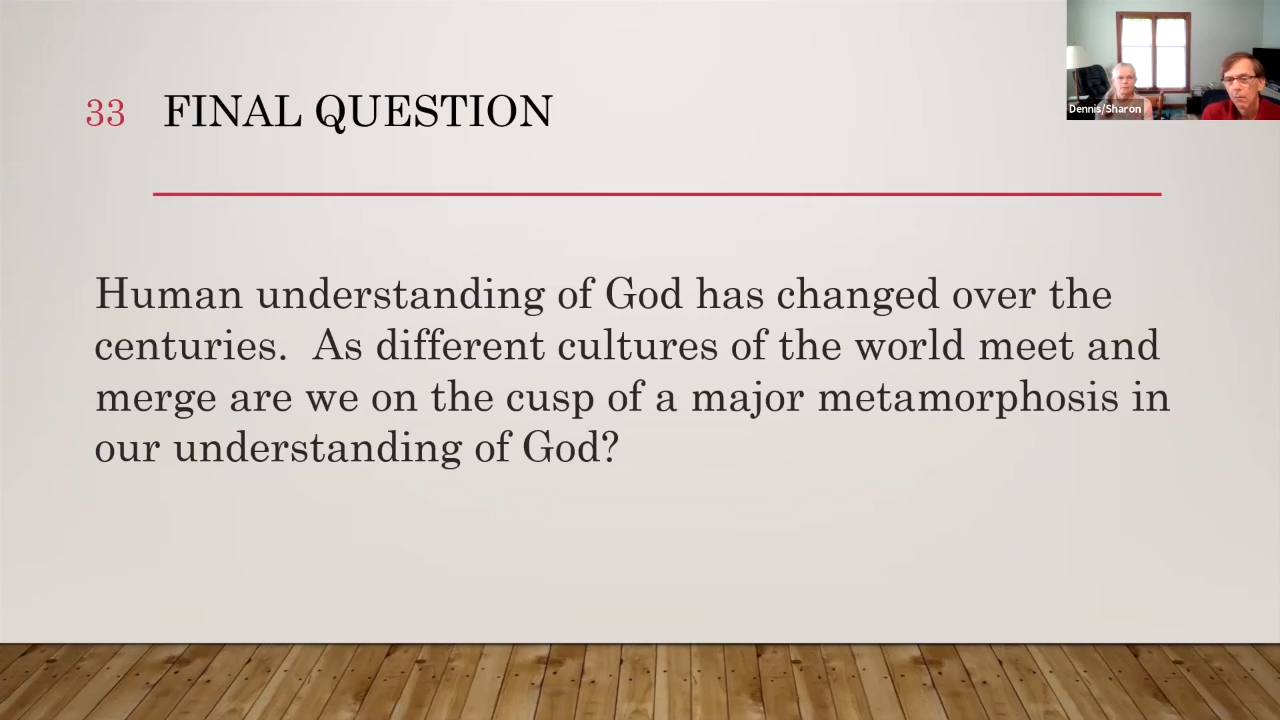 33 FINAL QUESTION
Dennis/Sharon
Human understanding of God has changed over the
centuries.  As different cultures of the world meet and
merge are we on the cusp of a major metamorphosis in
our understanding of God?